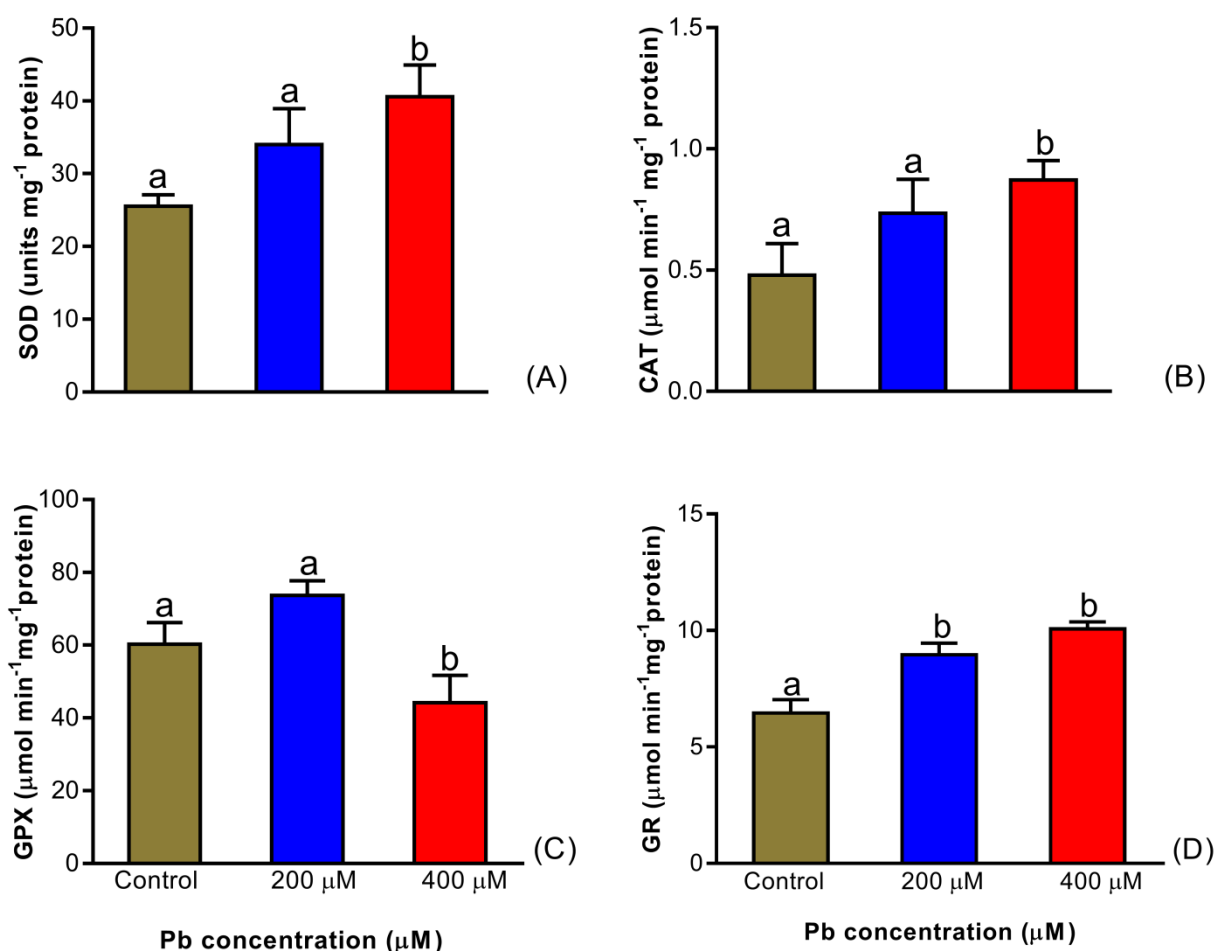 SOD (units mg⁻¹ protein)
50
40
30
20
10
0
a
a
b
(A)
CAT (μmol min⁻¹ mg⁻¹ protein)
1.5
1.0
0.5
0.0
a
a
b
(B)
GPX (μmol min⁻¹mg⁻¹protein)
100
80
60
40
20
0
a
a
b
(C)
Control 200 μM 400 μM
Pb concentration (μM)
GR (μmol min⁻¹mg⁻¹protein)
15
10
5
0
a
b
b
(D)
Control 200 μM 400 μM
Pb concentration (μM)